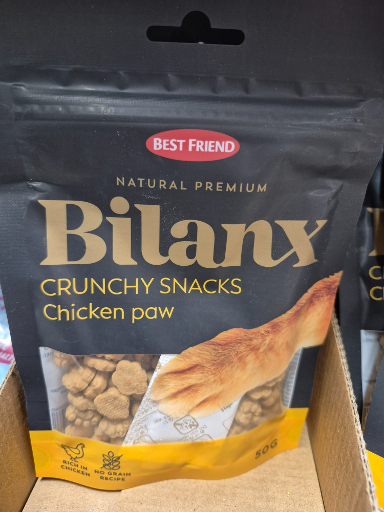 BEST FRIEND
NATURAL PREMIUM
Bilanx
CRUNCHY SNACKS
Chicken paw
RICH IN
CHICKEN
NO GRAIN
RECIPE
50G